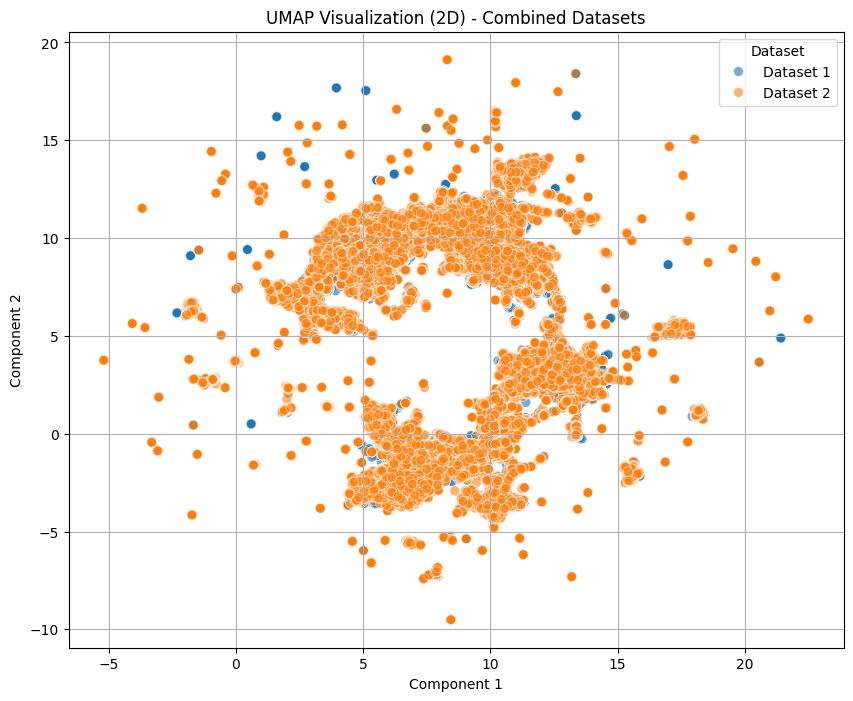 UMAP Visualization (2D) - Combined Datasets
Dataset
Dataset 1
Dataset 2
20
15
10
5
0
−5
−10
Component 2
−5
0
5
10
15
20
Component 1